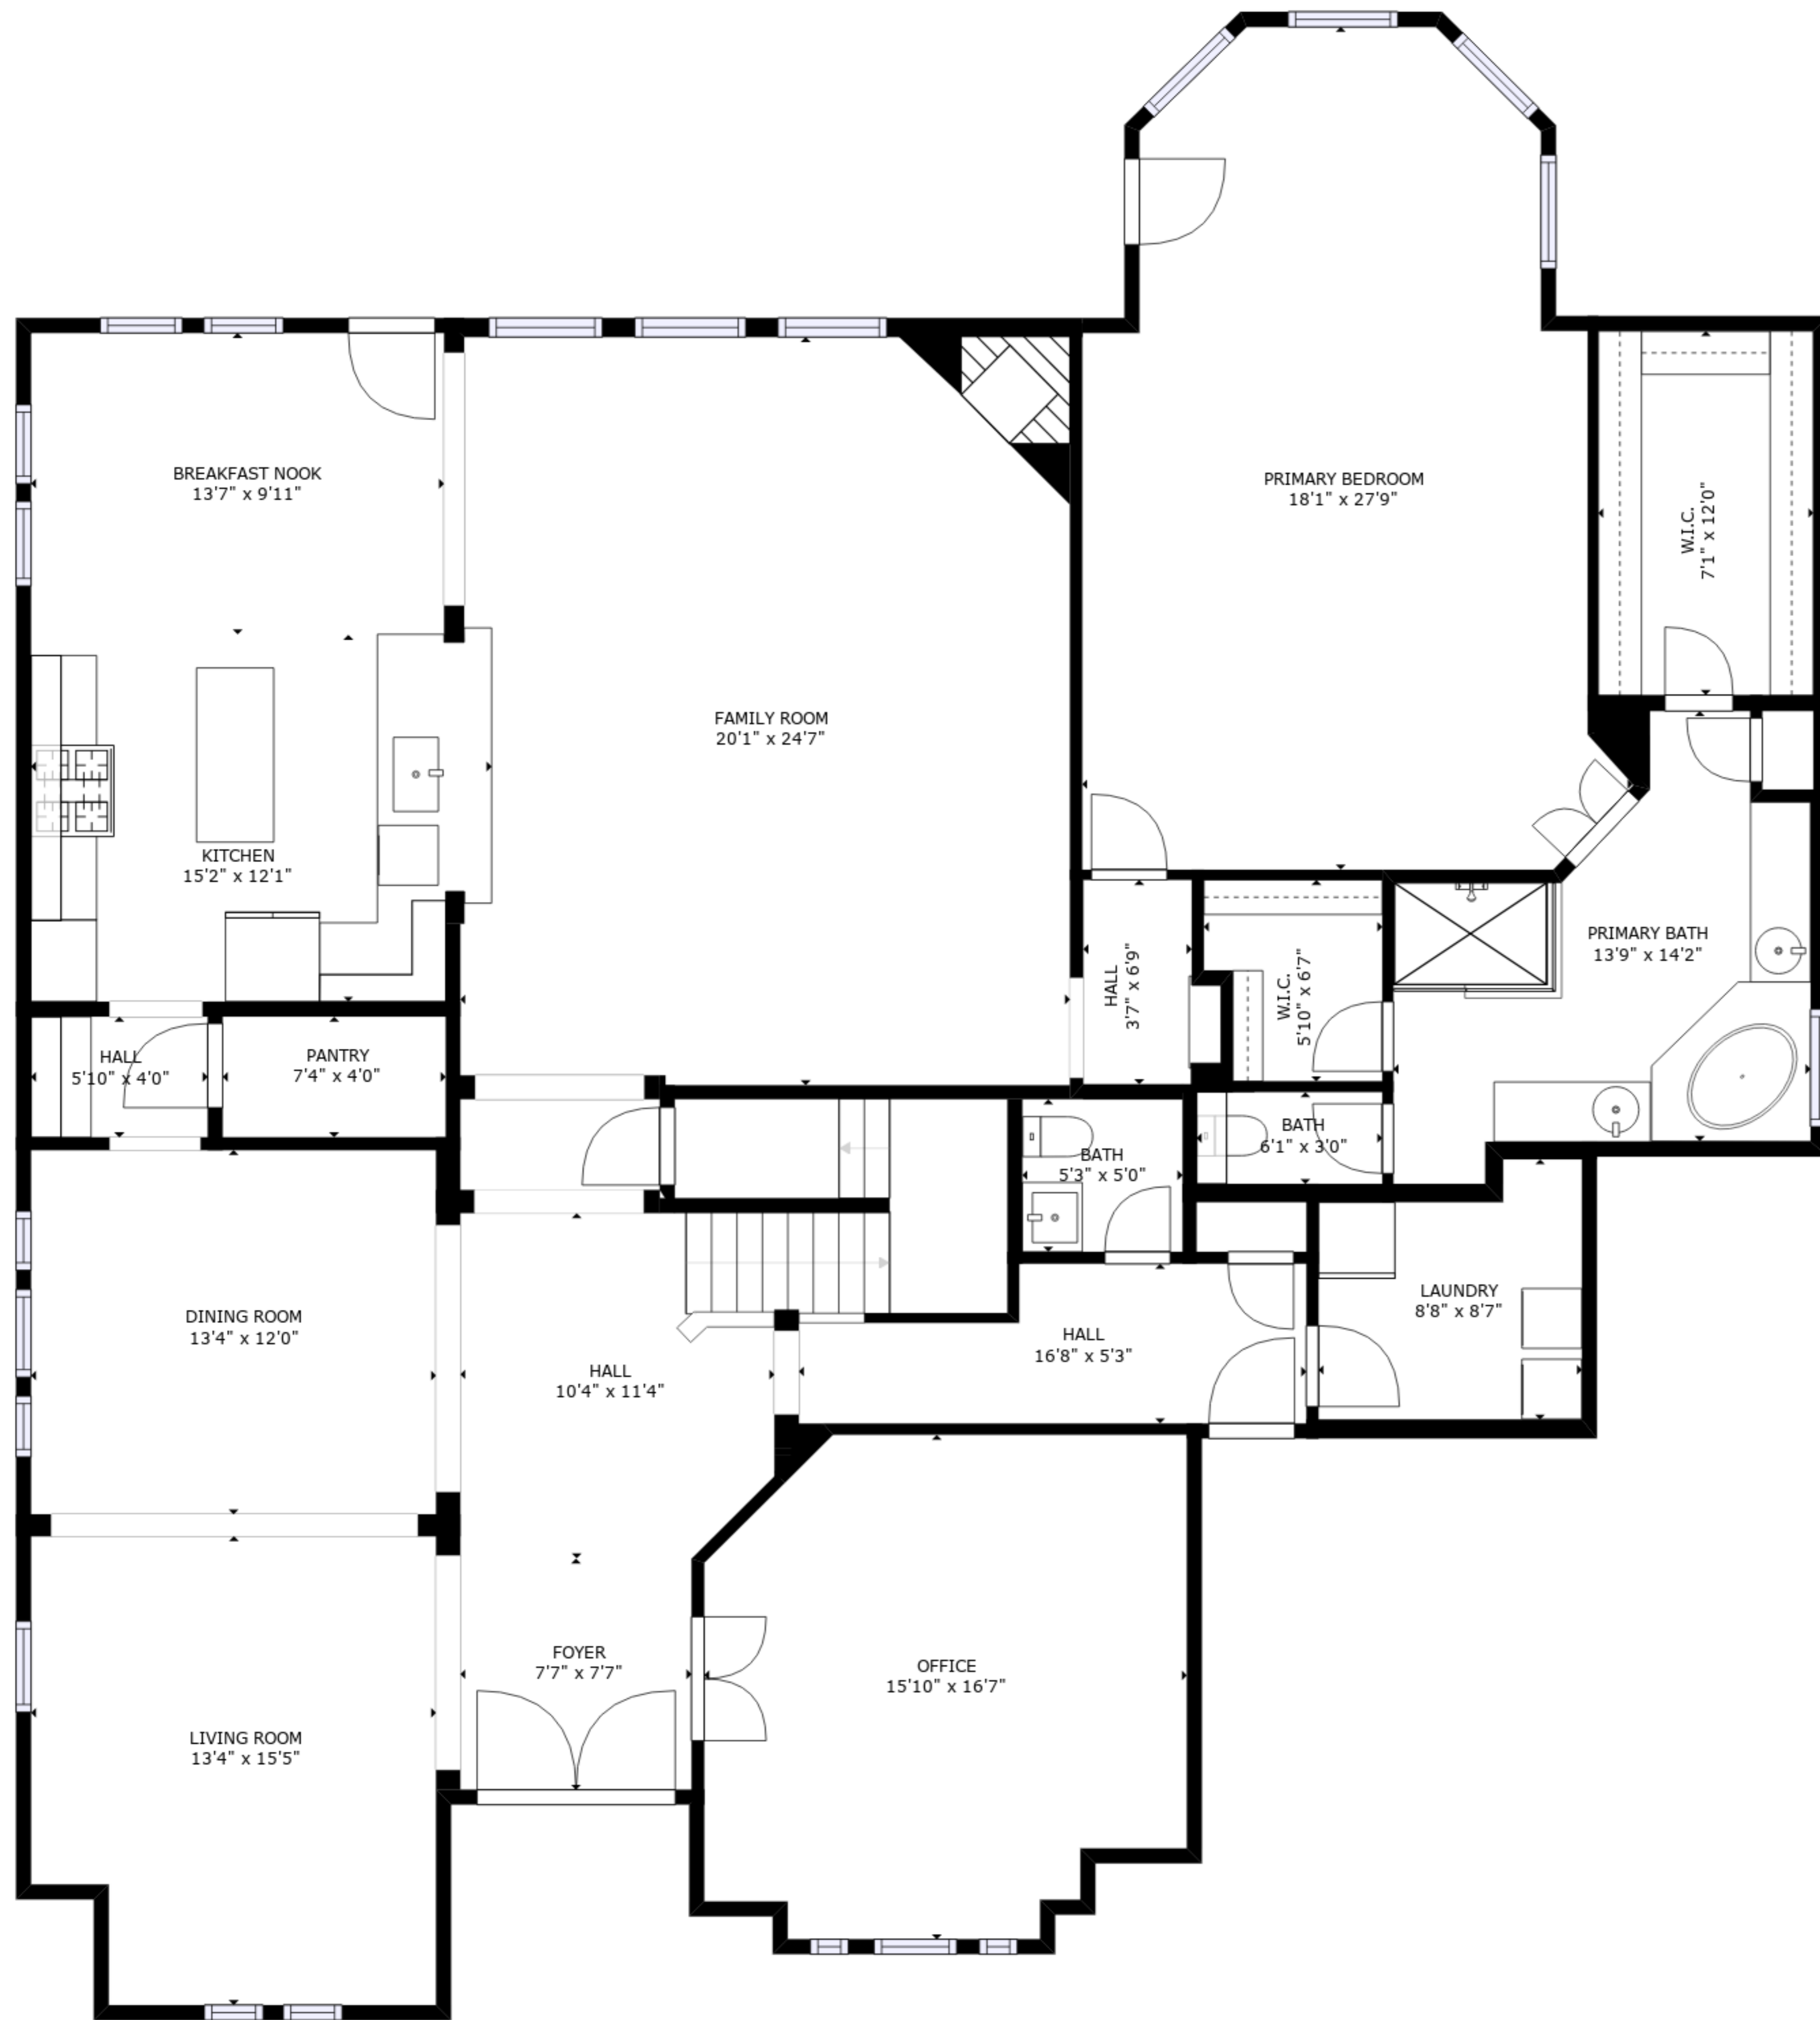 BREAKFAST NOOK
13'7" x 9'11"
PRIMARY BEDROOM
18'1" x 27'9"
W.I.C.
7'1" x 12'0"
FAMILY ROOM
20'1" x 24'7"
KITCHEN
15'2" x 12'1"
PRIMARY BATH
13'9" x 14'2"
HALL
3'7" x 6'9"
W.I.C.
5'10" x 6'7"
HALL
5'10" x 4'0"
PANTRY
7'4" x 4'0"
BATH
5'3" x 5'0"
BATH
6'1" x 3'0"
DINING ROOM
13'4" x 12'0"
HALL
10'4" x 11'4"
HALL
16'8" x 5'3"
LAUNDRY
8'8" x 8'7"
FOYER
7'7" x 7'7"
OFFICE
15'10" x 16'7"
LIVING ROOM
13'4" x 15'5"